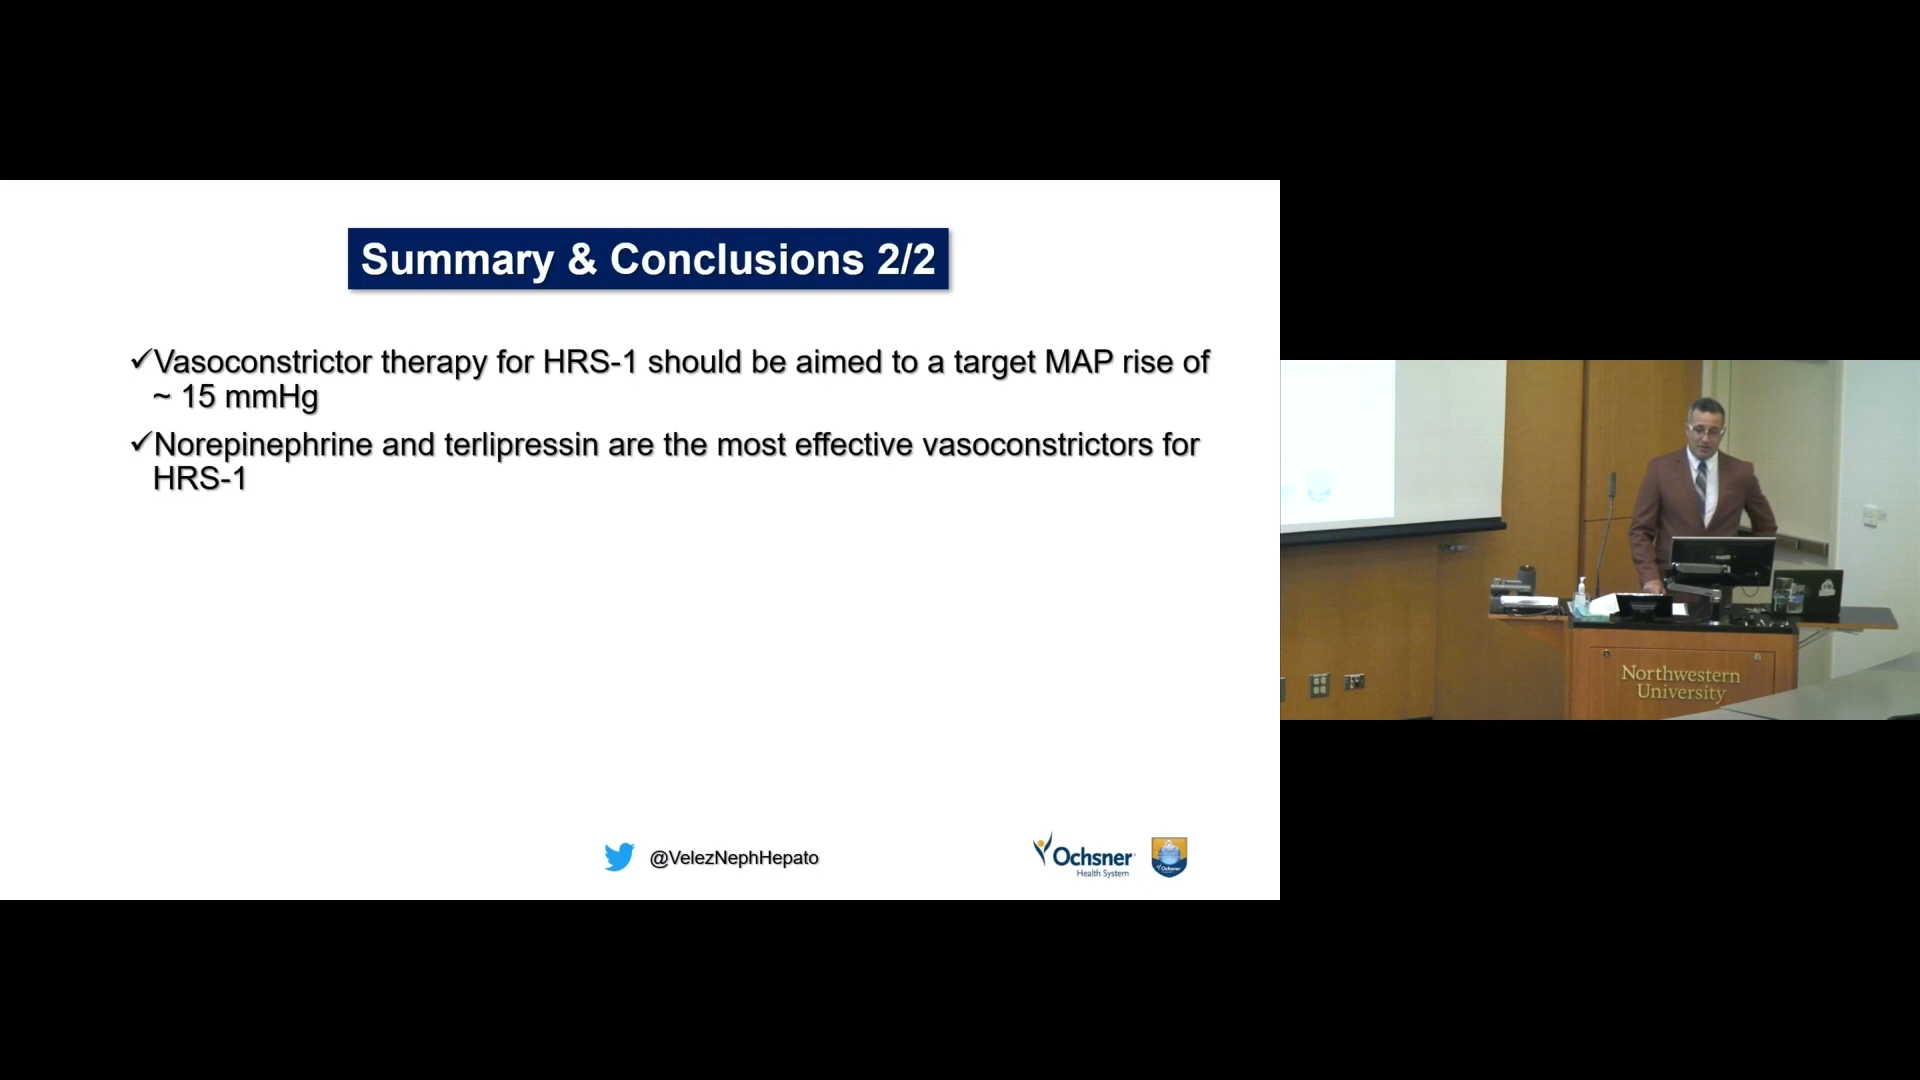 Summary & Conclusions 2/2
✓Vasoconstrictor therapy for HRS-1 should be aimed to a target MAP rise of
~ 15 mmHg
✓Norepinephrine and terlipressin are the most effective vasoconstrictors for
HRS-1
@VelezNephHepato
Ochsner
Health System
Northwestern
University